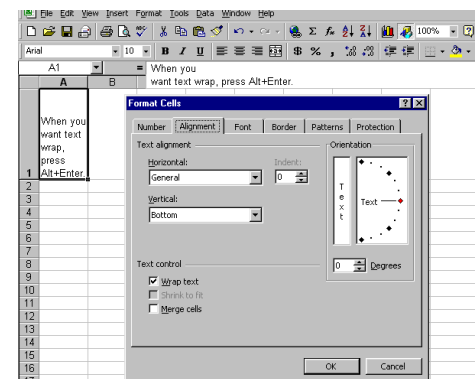 File Edit View Insert Format Tools Data Window Help
100%
Arial 10 B I U $ % ,
A1 = When you
want text wrap, press Alt+Enter.
A B
When you
want text
wrap,
press
1 Alt+Enter.
Format Cells
Number Alignment Font Border Patterns Protection
Text alignment
Horizontal: Indent:
General 0
Vertical:
Bottom
Orientation
Text
Text
0 Degrees
Text control
Wrap text
Shrink to fit
Merge cells
OK Cancel
2
3
4
5
6
7
8
9
10
11
12
13
14
15
16